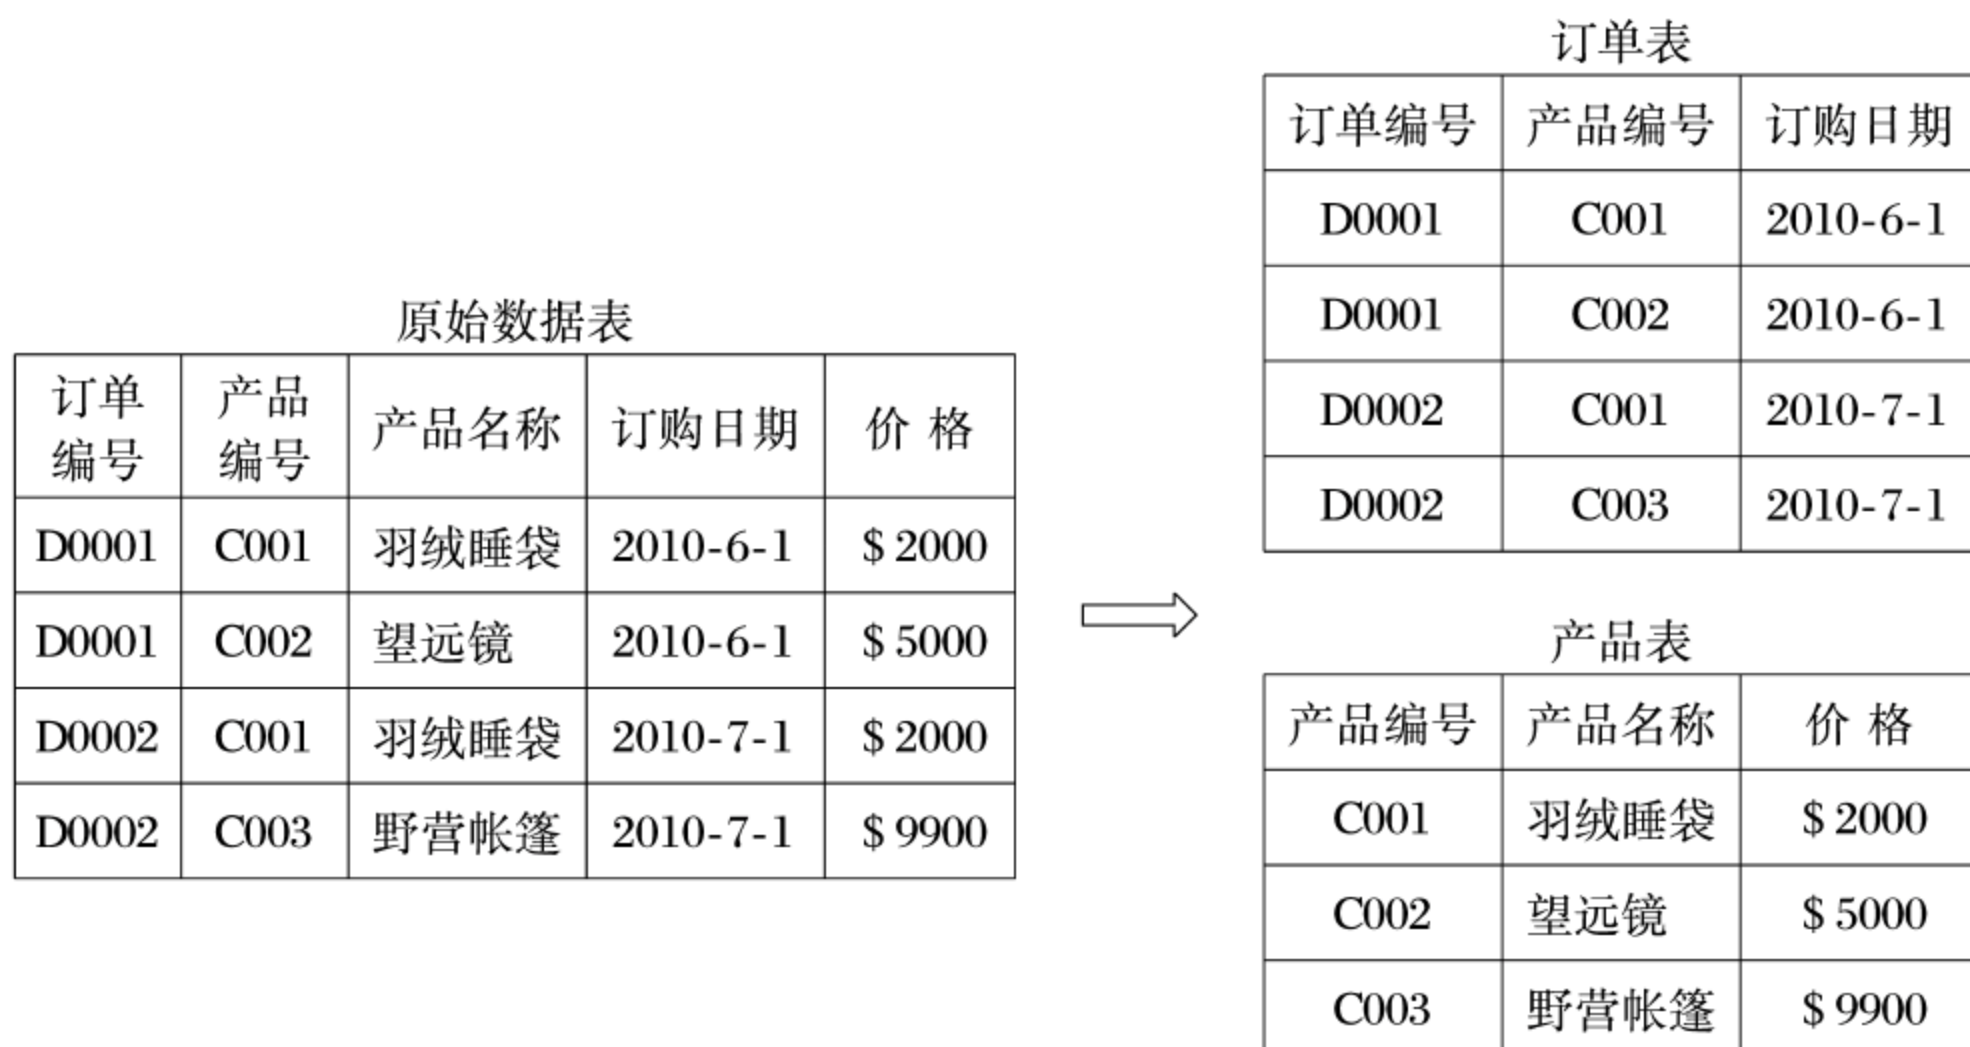 原始数据表
订单编号 产品编号 产品名称 订购日期 价 格
D0001 C001 羽绒睡袋 2010-6-1 $2000
D0001 C002 望远镜 2010-6-1 $5000
D0002 C001 羽绒睡袋 2010-7-1 $2000
D0002 C003 野营帐篷 2010-7-1 $9900
订单表
订单编号 产品编号 订购日期
D0001 C001 2010-6-1
D0001 C002 2010-6-1
D0002 C001 2010-7-1
D0002 C003 2010-7-1
产品表
产品编号 产品名称 价 格
C001 羽绒睡袋 $2000
C002 望远镜 $5000
C003 野营帐篷 $9900